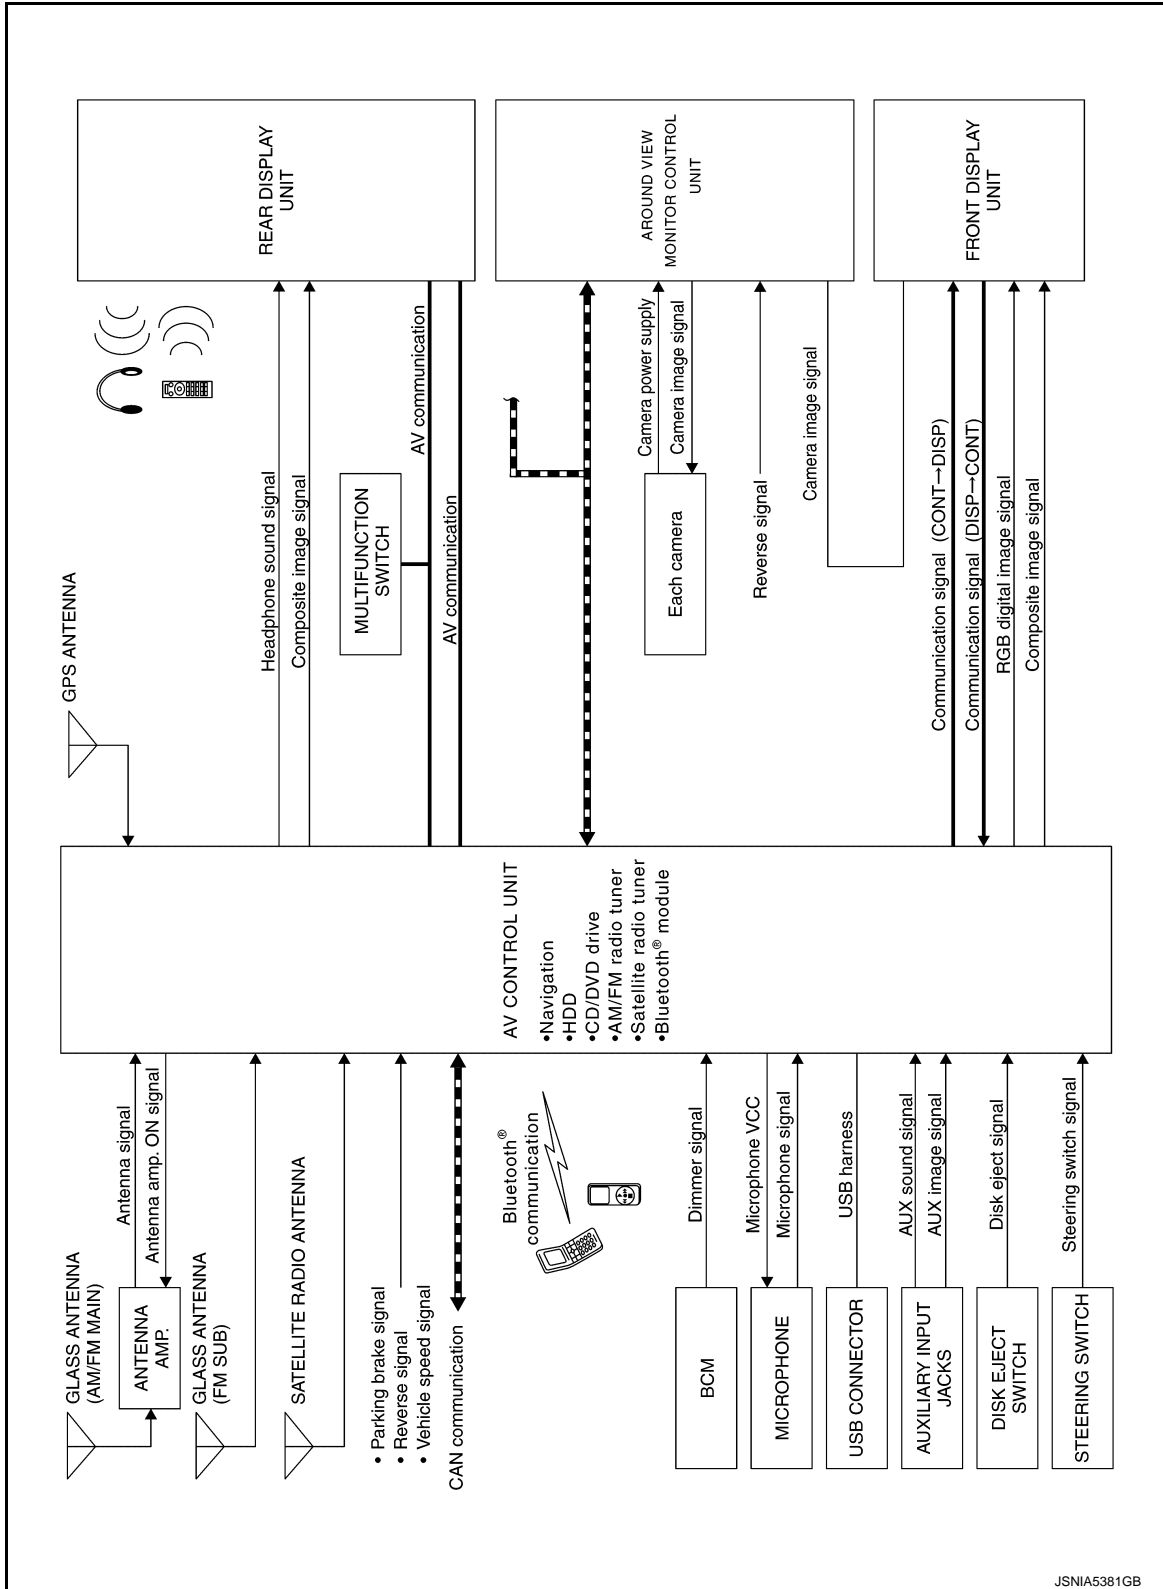 GLASS ANTENNA
(AM/FM MAIN)
ANTENNA
AMP.
Antenna signal
Antenna amp. ON signal
GLASS ANTENNA
(FM SUB)
SATELLITE RADIO ANTENNA
• Parking brake signal
• Reverse signal
• Vehicle speed signal
CAN communication
Bluetooth®
communication
BCM
Dimmer signal
MICROPHONE
Microphone VCC
Microphone signal
USB CONNECTOR
USB harness
AUXILIARY INPUT
JACKS
AUX sound signal
AUX image signal
DISK EJECT
SWITCH
Disk eject signal
STEERING SWITCH
Steering switch signal
AV CONTROL UNIT
•Navigation
•HDD
•CD/DVD drive
•AM/FM radio tuner
•Satellite radio tuner
•Bluetooth® module
GPS ANTENNA
Headphone sound signal
Composite image signal
MULTIFUNCTION
SWITCH
AV communication
AV communication
REAR DISPLAY
UNIT
Each camera
Camera power supply
Camera image signal
Reverse signal
Camera image signal
AROUND VIEW
MONITOR CONTROL
UNIT
Communication signal (CONT→DISP)
Communication signal (DISP→CONT)
RGB digital image signal
Composite image signal
FRONT DISPLAY
UNIT
JSNIA5381GB